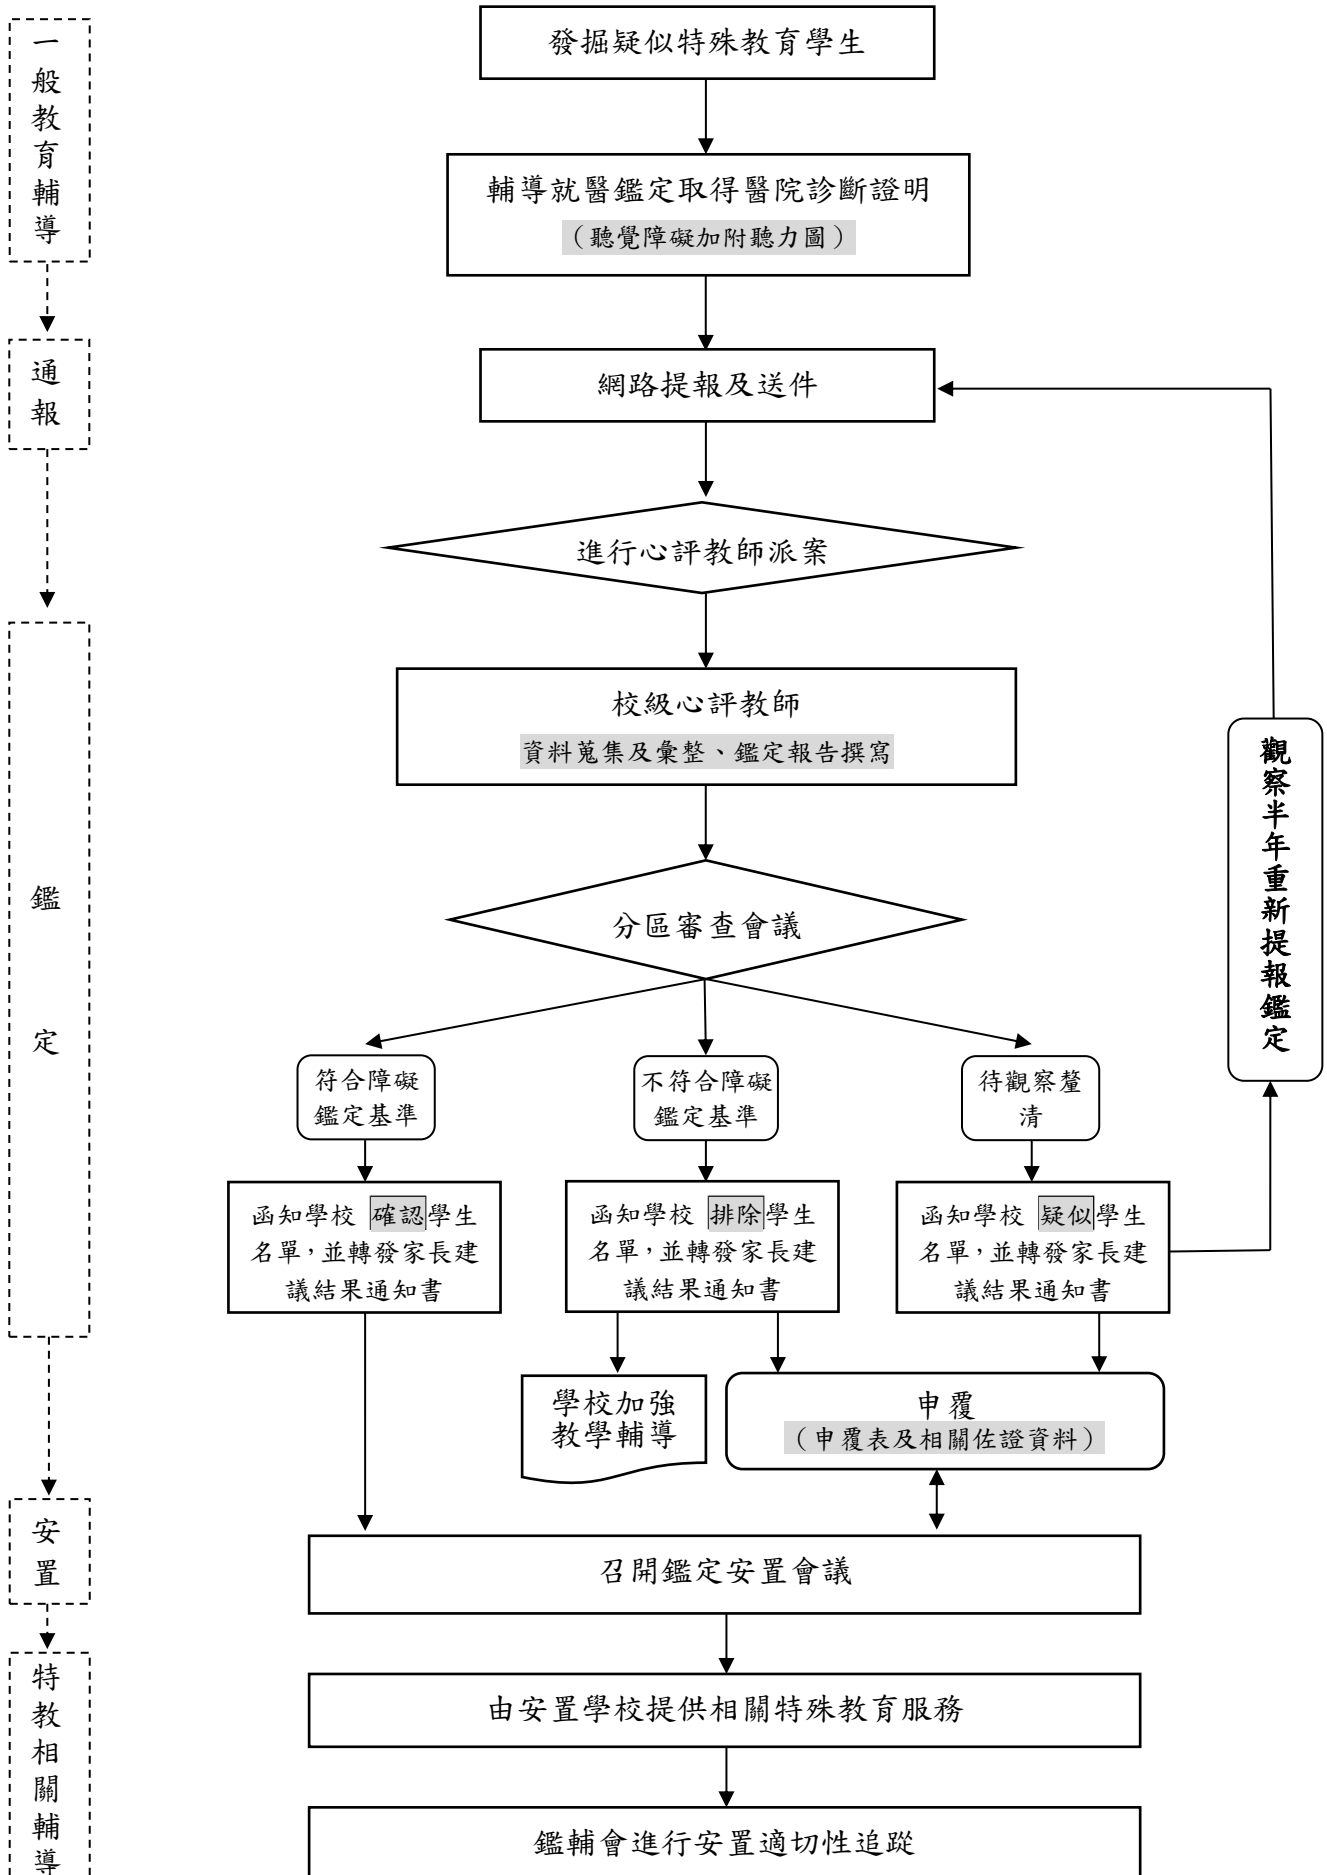 一般教育輔導
通報
鑑定
安置
特教相關輔導
發掘疑似特殊教育學生
輔導就醫鑑定取得醫院診斷證明
（聽覺障礙加附聽力圖）
網路提報及送件
進行心評教師派案
校級心評教師
資料蒐集及彙整、鑑定報告撰寫
分區審查會議
符合障礙
鑑定基準
不符合障礙
鑑定基準
待觀察釐
清
函知學校 確認學生
名單，並轉發家長建
議結果通知書
函知學校 排除學生
名單，並轉發家長建
議結果通知書
函知學校 疑似學生
名單，並轉發家長建
議結果通知書
觀察半年重新提報鑑定
學校加強
教學輔導
申覆
（申覆表及相關佐證資料）
召開鑑定安置會議
由安置學校提供相關特殊教育服務
鑑輔會進行安置適切性追蹤